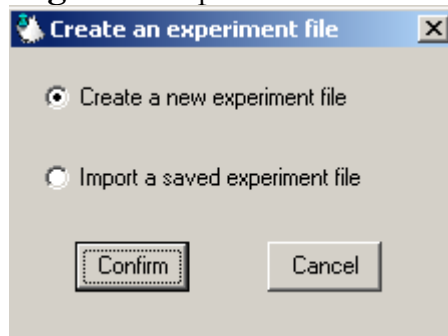 Create an experiment file
Create a new experiment file
Import a saved experiment file
Confirm
Cancel